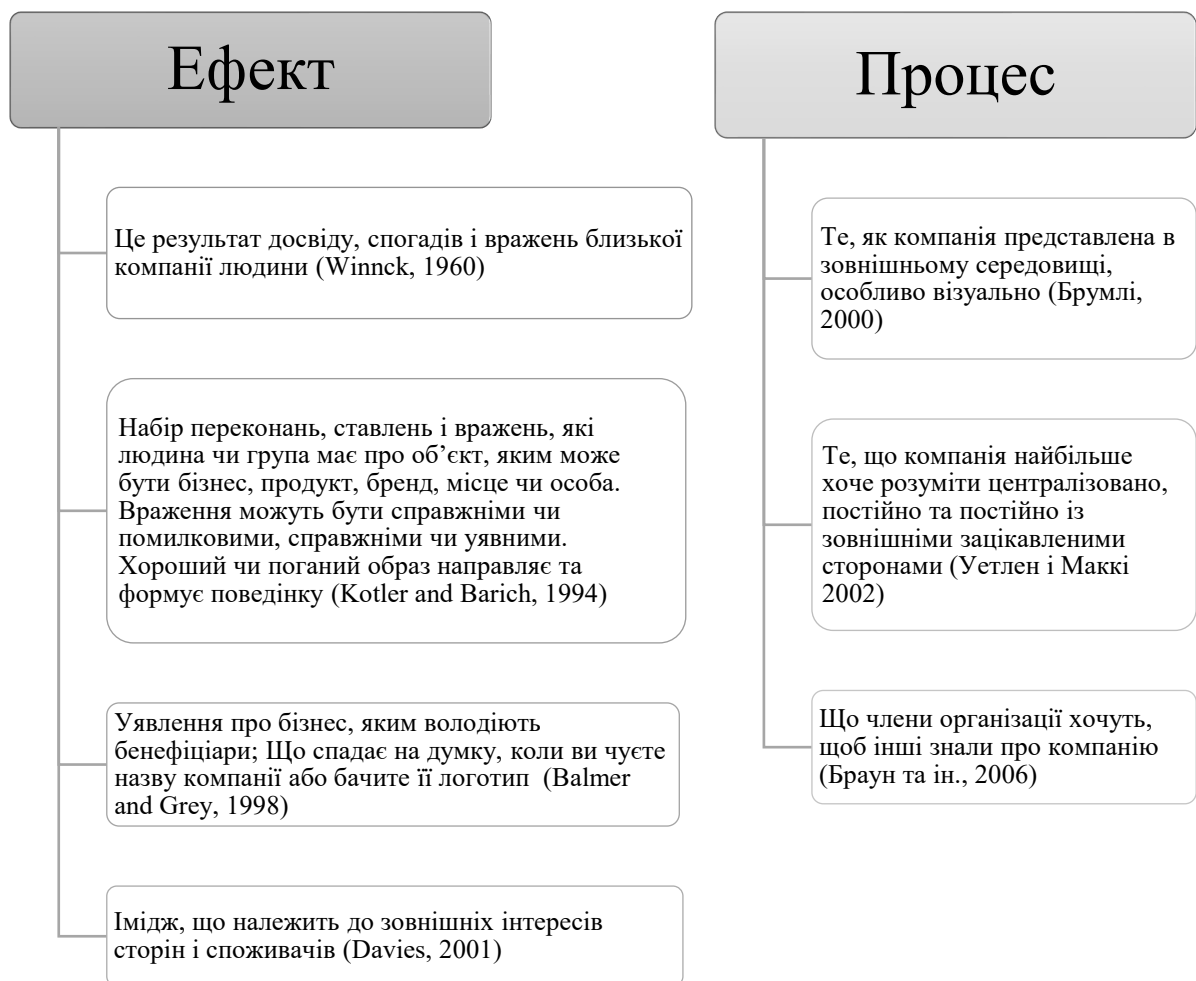 Ефект
Це результат досвіду, спогадів і вражень близької
компанії людини (Winnck, 1960)
Набір переконань, ставлень і вражень, які
людина чи група має про об’єкт, яким може
бути бізнес, продукт, бренд, місце чи особа.
Враження можуть бути справжніми чи
помилковими, справжніми чи уявними.
Хороший чи поганий образ направляє та
формує поведінку (Kotler and Barich, 1994)
Уявлення про бізнес, яким володіють
бенефіціари; Що спадає на думку, коли ви чуєте
назву компанії або бачите її логотип (Balmer
and Grey, 1998)
Імідж, що належить до зовнішніх інтересів
сторін і споживачів (Davies, 2001)
Процес
Те, як компанія представлена в
зовнішньому середовищі,
особливо візуально (Брумлі,
2000)
Те, що компанія найбільше
хоче розуміти централізовано,
постійно та постійно із
зовнішніми зацікавленими
сторонами (Уетлен і Маккі
2002)
Що члени організації хочуть,
щоб інші знали про компанію
(Браун та ін., 2006)